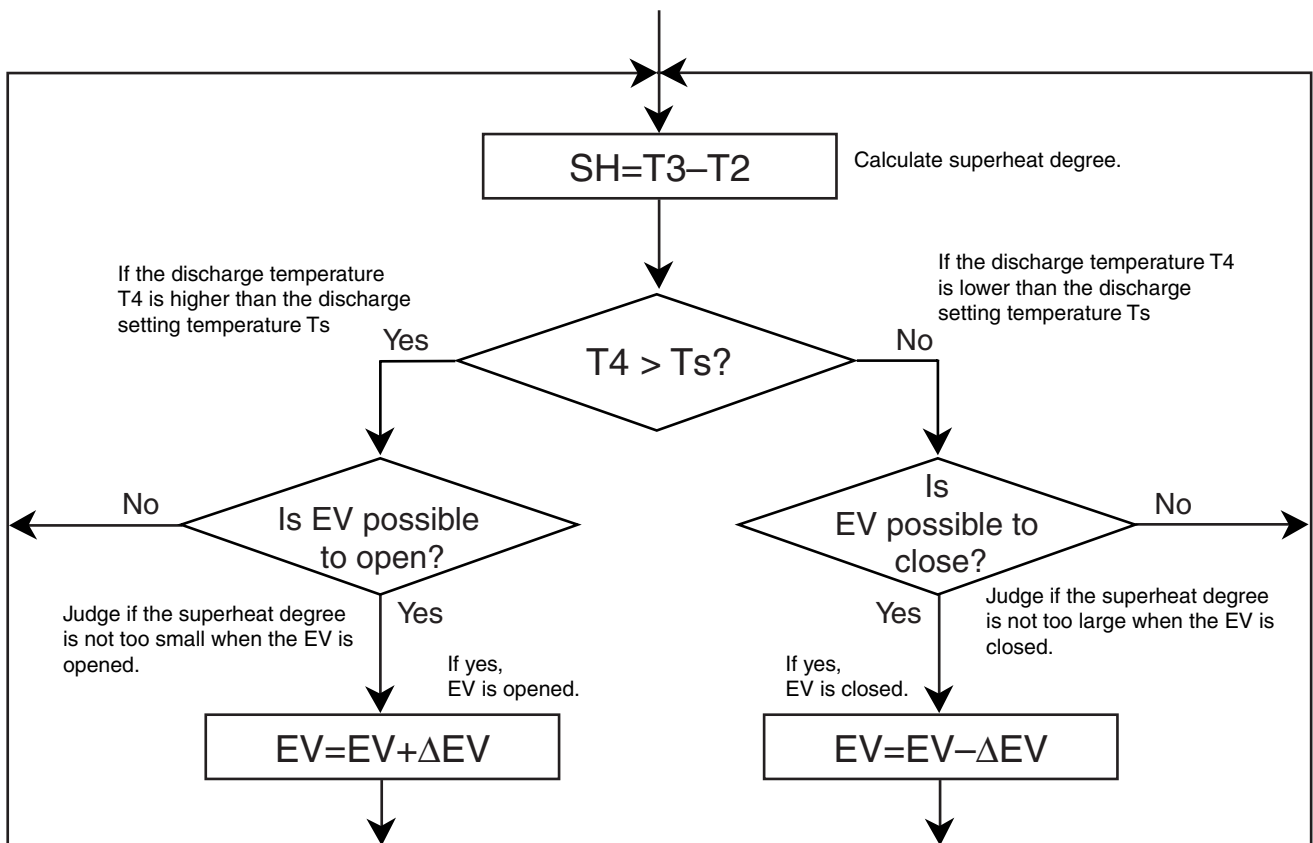 SH=T3–T2
Calculate superheat degree.
If the discharge temperature
T4 is higher than the discharge
setting temperature Ts
If the discharge temperature T4
is lower than the discharge
setting temperature Ts
Yes
T4 > Ts?
No
No
Is EV possible
to open?
Is
EV possible to
close?
No
Judge if the superheat degree
is not too small when the EV is
opened.
Yes
Yes
Judge if the superheat degree
is not too large when the EV is
closed.
If yes,
EV is opened.
If yes,
EV is closed.
EV=EV+ΔEV
EV=EV–ΔEV